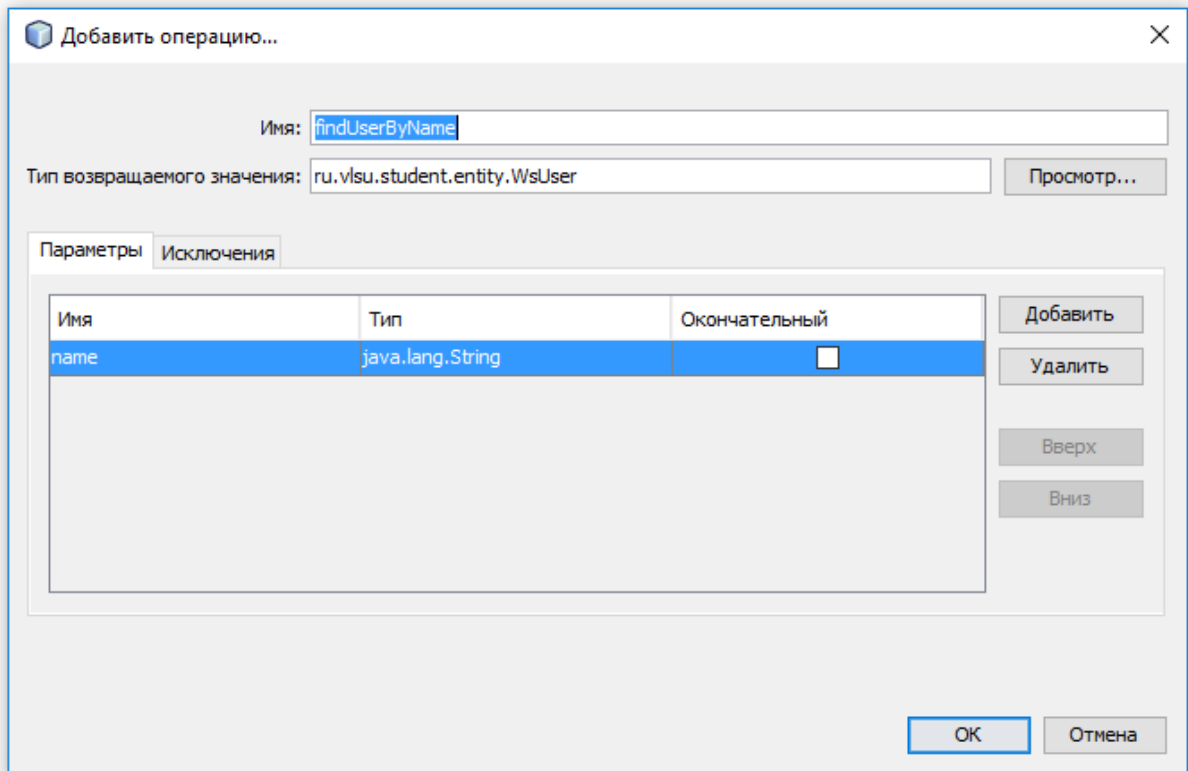 Добавить операцию...
Имя: findUserByName
Тип возвращаемого значения: ru.vlsu.student.entity.WsUser Просмотр...
Параметры Исключения
Имя Тип Окончательный Добавить
name java.lang.String
Удалить
Вверх
Вниз
OK Отмена